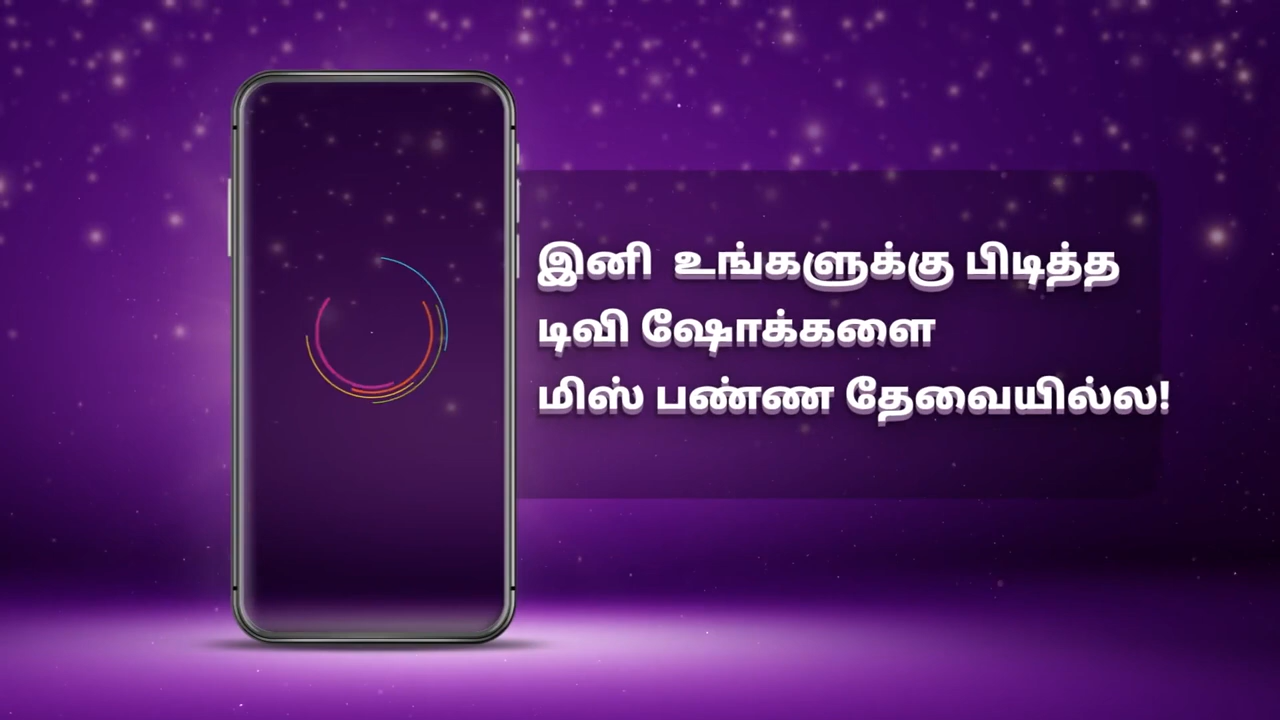 இனி உங்களுக்கு பிடித்த
டிவி ஷோக்களை
மிஸ் பண்ண தேவையில்ல!